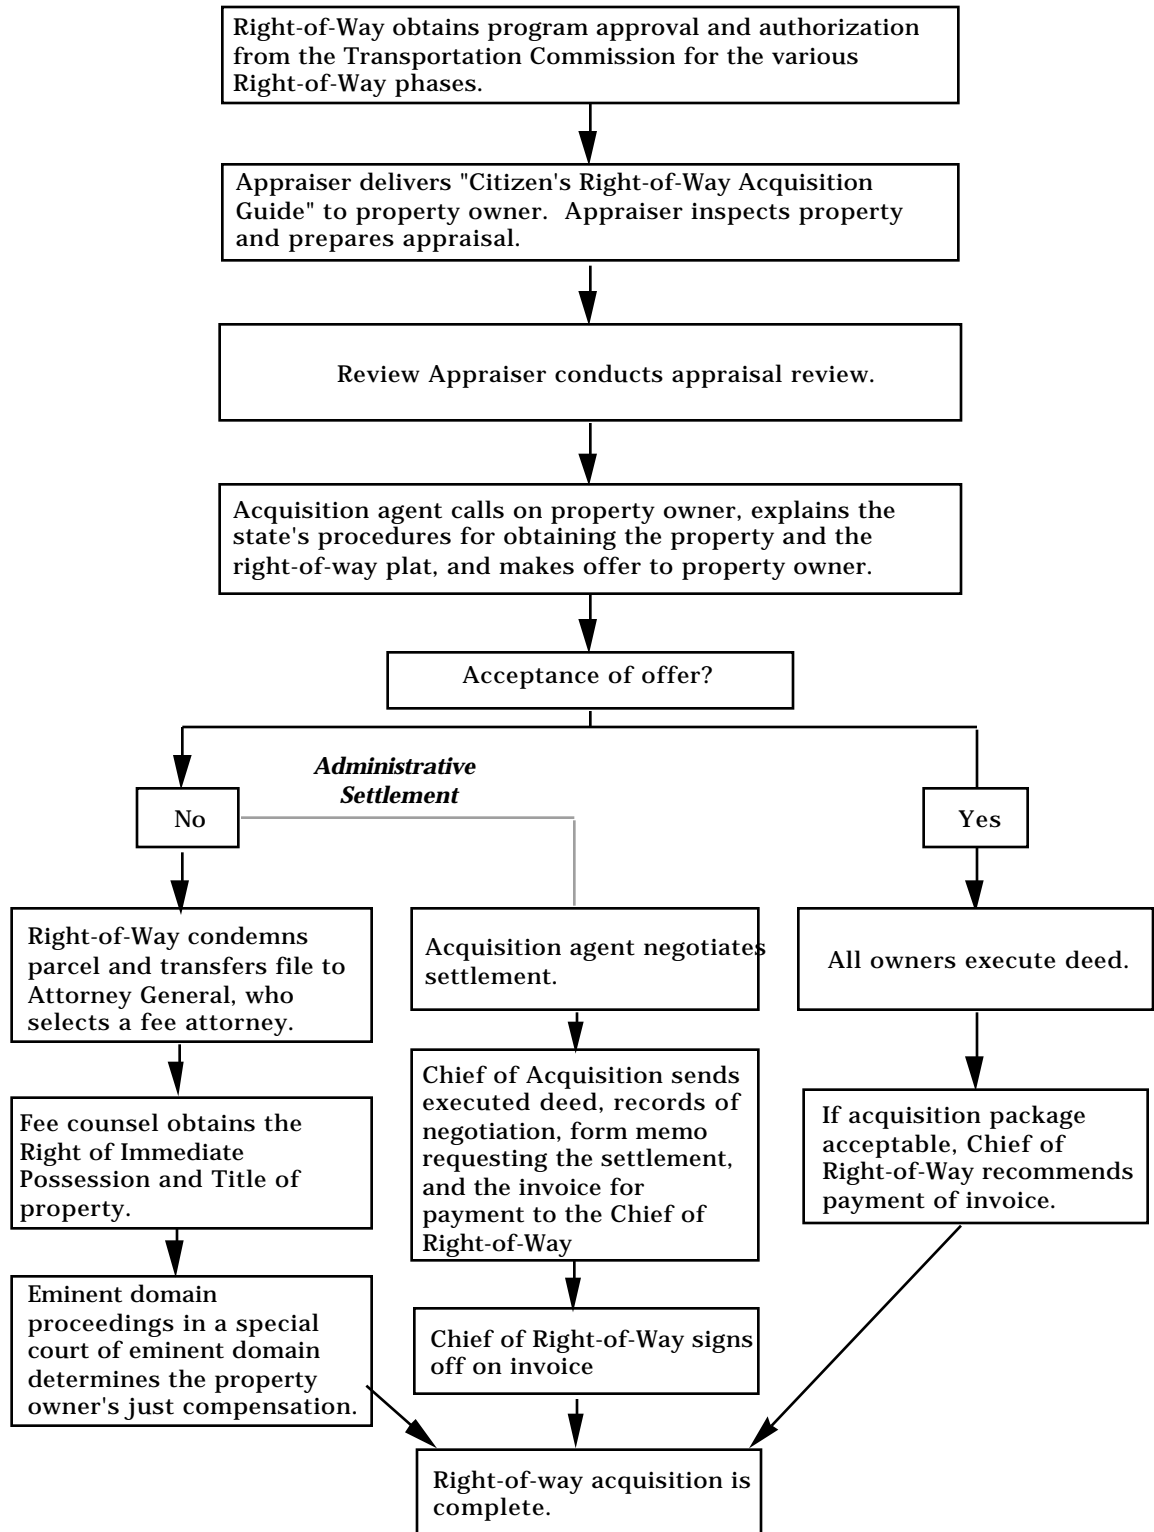 Right-of-Way obtains program approval and authorization
from the Transportation Commission for the various
Right-of-Way phases.
Appraiser delivers "Citizen's Right-of-Way Acquisition
Guide" to property owner.  Appraiser inspects property
and prepares appraisal.
Review Appraiser conducts appraisal review.
Acquisition agent calls on property owner, explains the
state's procedures for obtaining the property and the
right-of-way plat, and makes offer to property owner.
Acceptance of offer?
Administrative
Settlement
No
Yes
Right-of-Way condemns
parcel and transfers file to
Attorney General, who
selects a fee attorney.
Fee counsel obtains the
Right of Immediate
Possession and Title of
property.
Eminent domain
proceedings in a special
court of eminent domain
determines the property
owner's just compensation.
Acquisition agent negotiates
settlement.
Chief of Acquisition sends
executed deed, records of
negotiation, form memo
requesting the settlement,
and the invoice for
payment to the Chief of
Right-of-Way
Chief of Right-of-Way signs
off on invoice
All owners execute deed.
If acquisition package
acceptable, Chief of
Right-of-Way recommends
payment of invoice.
Right-of-way acquisition is
complete.